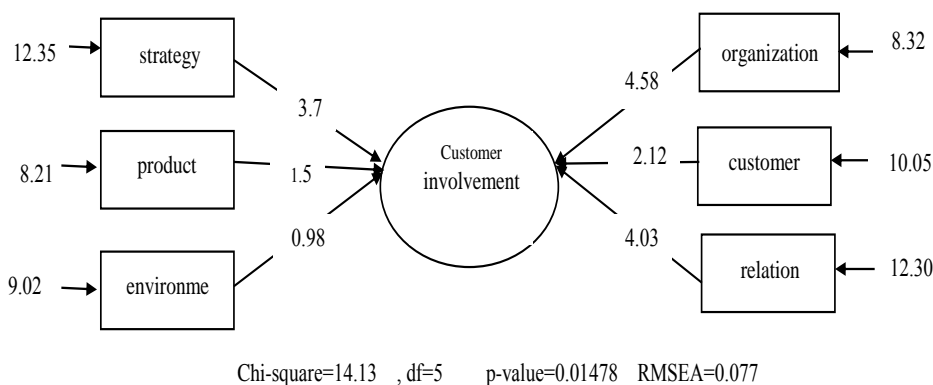 12.35
strategy
3.7
8.21
product
1.5
9.02
environme
0.98
Customer
involvement
organization
8.32
4.58
customer
10.05
2.12
relation
12.30
4.03
Chi-square=14.13 , df=5 p-value=0.01478 RMSEA=0.077